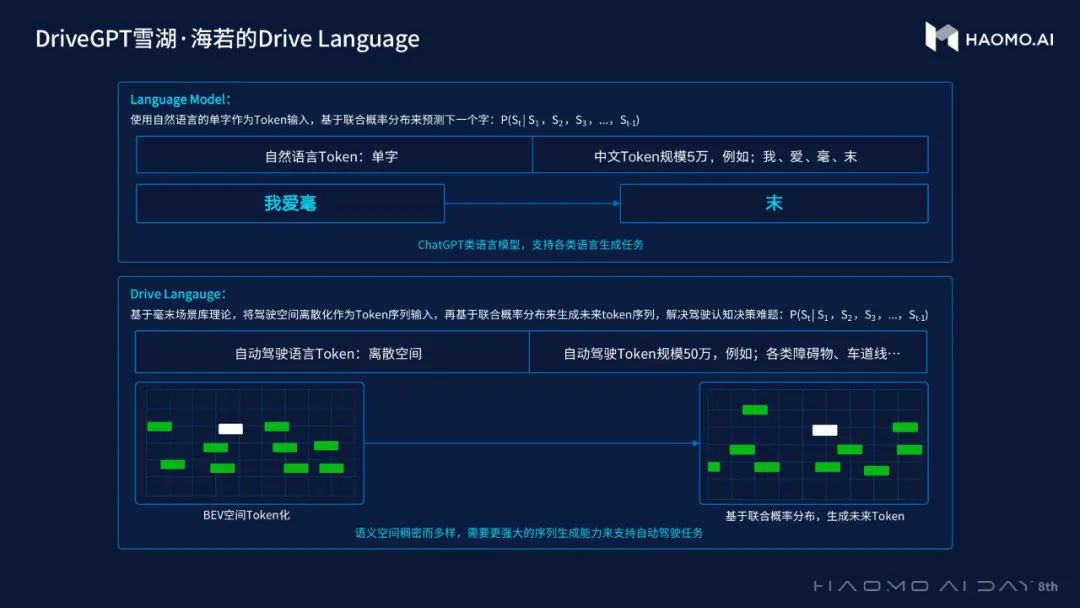 DriveGPT雪湖·海若的Drive Language
HAOMO.AI
Language Model：
使用自然语言的单字作为Token输入，基于联合概率分布来预测下一个字：P(Sₜ| S₁，S₂，S₃，...，Sₜ₋₁)
自然语言Token：单字
中文Token规模5万，例如；我、爱、毫、末
我爱毫
末
ChatGPT类语言模型，支持各类语言生成任务
Drive Langauge：
基于毫末场景库理论，将驾驶空间离散化作为Token序列输入，再基于联合概率分布来生成未来token序列，解决驾驶认知决策难题：P(Sₜ| S₁，S₂，S₃，...，Sₜ₋₁)
自动驾驶语言Token：离散空间
自动驾驶Token规模50万，例如；各类障碍物、车道线…
BEV空间Token化
基于联合概率分布，生成未来Token
语义空间稠密而多样，需要更强大的序列生成能力来支持自动驾驶任务
HAOMO AI DAY 8th